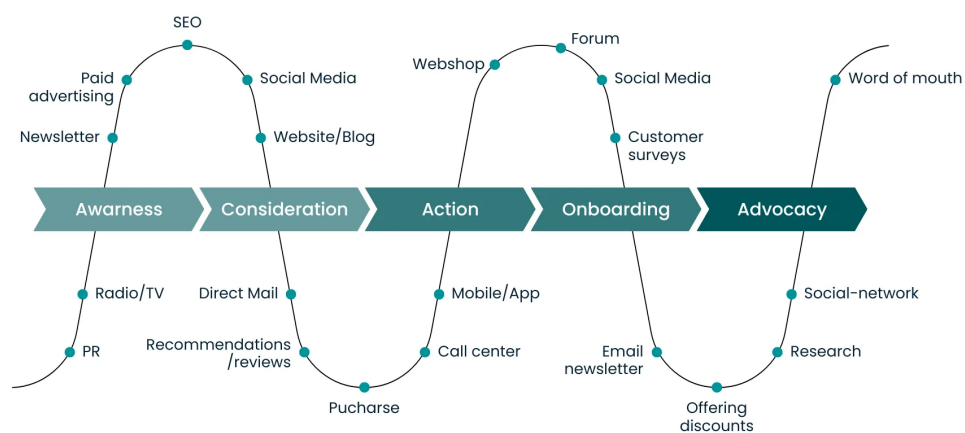 SEO
Forum
Webshop
Paid
advertising
Social Media
Social Media
Word of mouth
Newsletter
Website/Blog
Customer
surveys
Awarness
Consideration
Action
Onboarding
Advocacy
Radio/TV
Direct Mail
Mobile/App
Social-network
PR
Recommendations
/reviews
Call center
Email
newsletter
Research
Pucharse
Offering
discounts